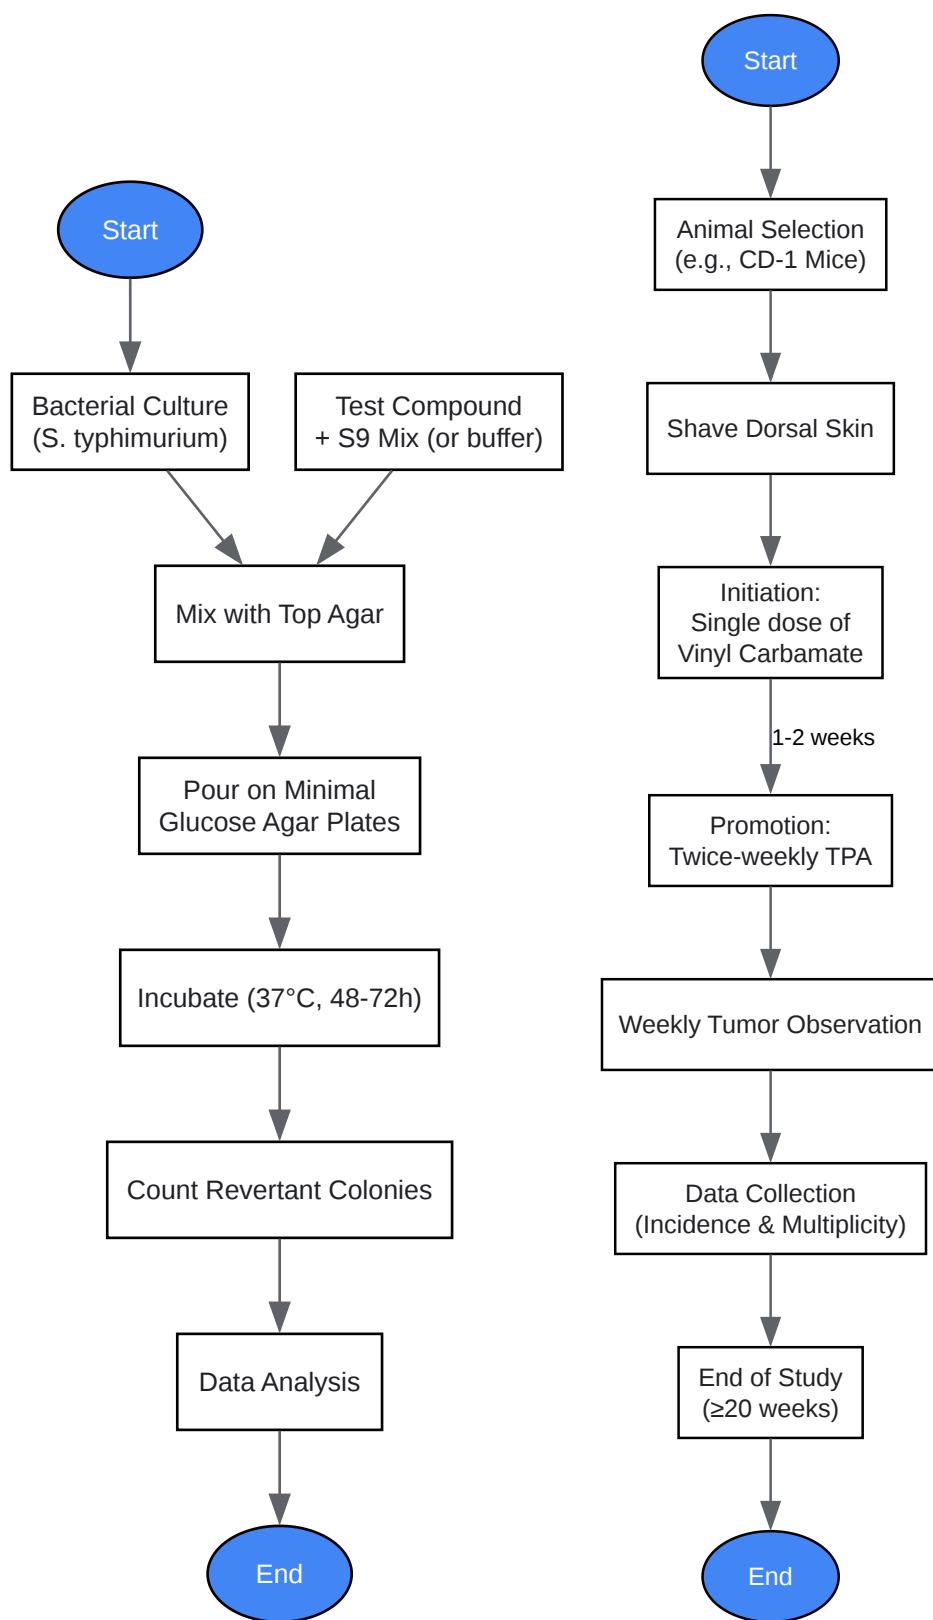 Start
Bacterial Culture
(S. typhimurium)
Test Compound
+ S9 Mix (or buffer)
Mix with Top Agar
Pour on Minimal
Glucose Agar Plates
Incubate (37°C, 48-72h)
Count Revertant Colonies
Data Analysis
End
Start
Animal Selection
(e.g., CD-1 Mice)
Shave Dorsal Skin
Initiation:
Single dose of
Vinyl Carbamate
1-2 weeks
Promotion:
Twice-weekly TPA
Weekly Tumor Observation
Data Collection
(Incidence & Multiplicity)
End of Study
(≥20 weeks)
End